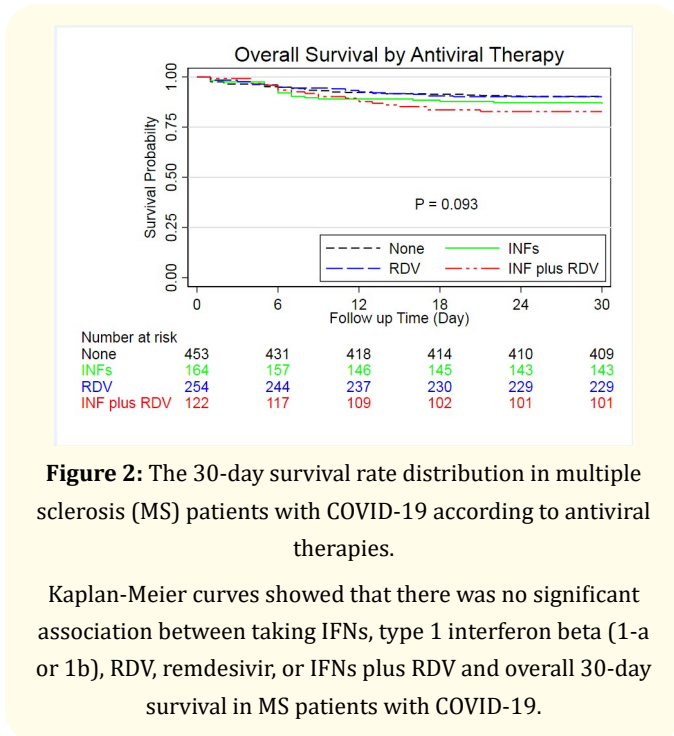 Overall Survival by Antiviral Therapy
1.00
0.75
0.50
0.25
0.00
Survival Probabilty
P = 0.093
None INFs
RDV INF plus RDV
0 6 12 18 24 30
Follow up Time (Day)
Number at risk
None 453 431 418 414 410 409
INFs 164 157 146 145 143 143
RDV 254 244 237 230 229 229
INF plus RDV 122 117 109 102 101 101
Figure 2: The 30-day survival rate distribution in multiple
sclerosis (MS) patients with COVID-19 according to antiviral
therapies.
Kaplan-Meier curves showed that there was no significant
association between taking IFNs, type 1 interferon beta (1-a
or 1b), RDV, remdesivir, or IFNs plus RDV and overall 30-day
survival in MS patients with COVID-19.